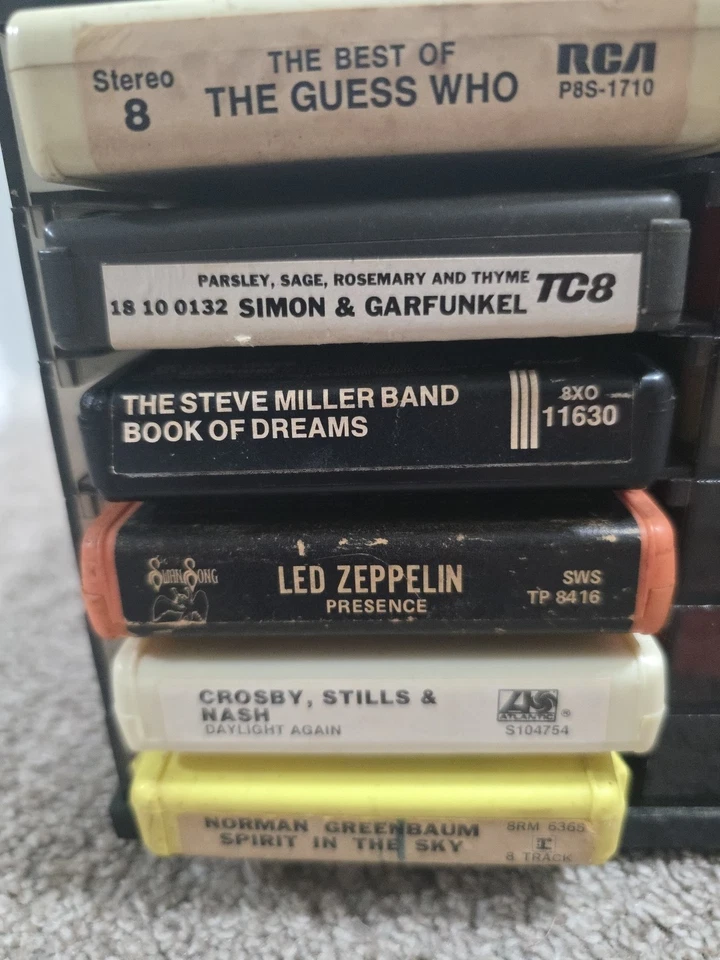 Stereo 8
THE BEST OF
THE GUESS WHO
RCA
P8S-1710
PARSLEY, SAGE, ROSEMARY AND THYME
18 10 0132 SIMON & GARFUNKEL
TC8
THE STEVE MILLER BAND
BOOK OF DREAMS
8XO
11630
SWAN SONG
LED ZEPPELIN
PRESENCE
SWS
TP 8416
CROSBY, STILLS &
NASH
DAYLIGHT AGAIN
ATLANTIC ®
S104754
NORMAN GREENBAUM
SPIRIT IN THE SKY
8RM 6365
8 TRACK